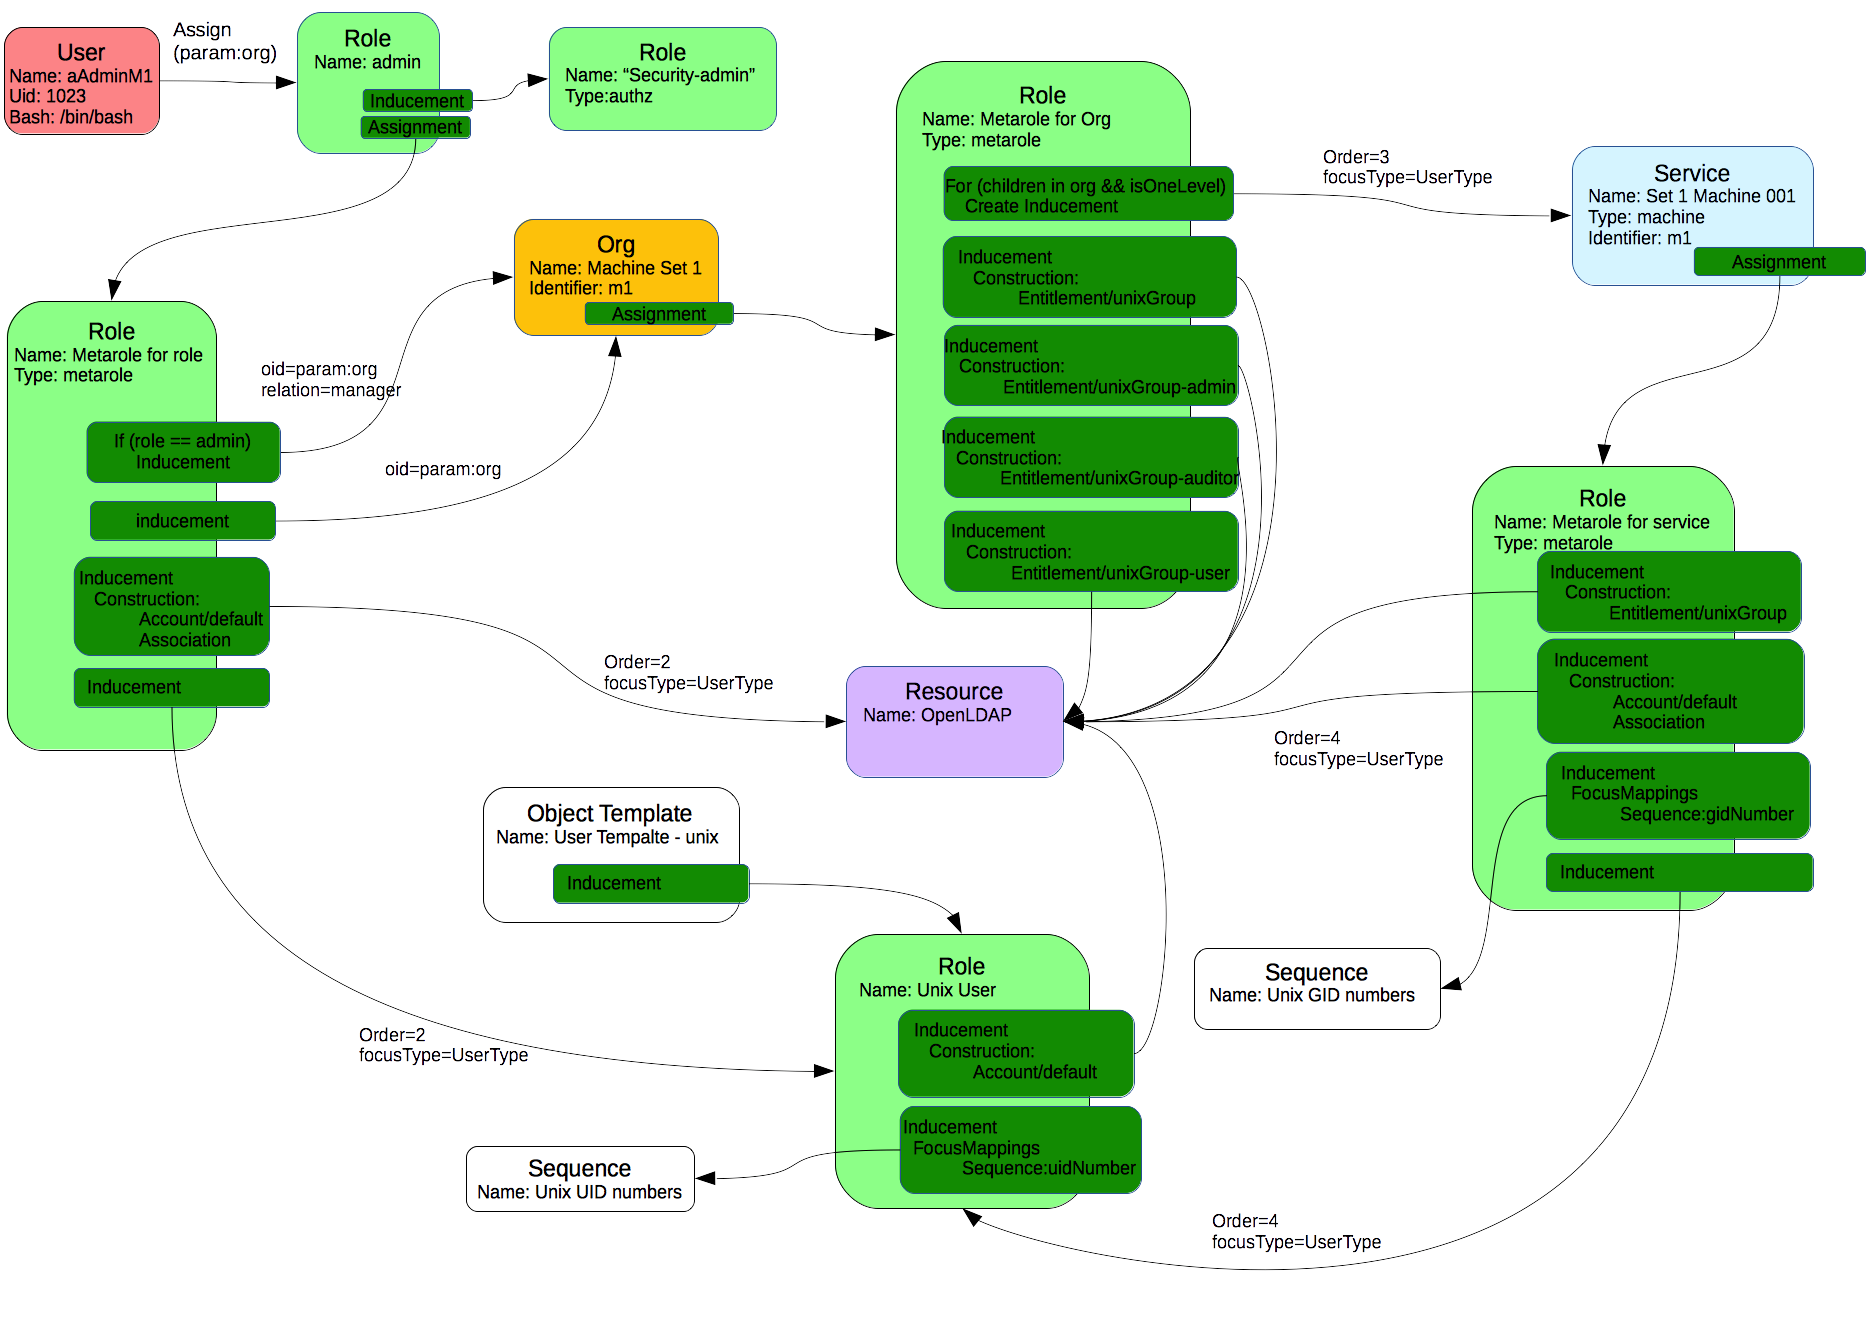 User
Name: aAdminM1
Uid: 1023
Bash: /bin/bash
Assign
(param:org)
Role
Name: admin
Inducement
Assignment
Role
Name: “Security-admin”
Type:authz
Role
Name: Metarole for Org
Type: metarole
For (children in org && isOneLevel)
Create Inducement
Inducement
Construction:
Entitlement/unixGroup
Inducement
Construction:
Entitlement/unixGroup-admin
Inducement
Construction:
Entitlement/unixGroup-auditor
Inducement
Construction:
Entitlement/unixGroup-user
Order=3
focusType=UserType
Service
Name: Set 1 Machine 001
Type: machine
Identifier: m1
Assignment
Org
Name: Machine Set 1
Identifier: m1
Assignment
Role
Name: Metarole for role
Type: metarole
If (role == admin)
Inducement
inducement
Inducement
Construction:
Account/default
Association
Inducement
oid=param:org
relation=manager
oid=param:org
Order=2
focusType=UserType
Resource
Name: OpenLDAP
Role
Name: Metarole for service
Type: metarole
Inducement
Construction:
Entitlement/unixGroup
Inducement
Construction:
Account/default
Association
Inducement
FocusMappings
Sequence:gidNumber
Inducement
Order=4
focusType=UserType
Object Template
Name: User Tempalte - unix
Inducement
Role
Name: Unix User
Inducement
Construction:
Account/default
Inducement
FocusMappings
Sequence:uidNumber
Sequence
Name: Unix GID numbers
Order=2
focusType=UserType
Sequence
Name: Unix UID numbers
Order=4
focusType=UserType